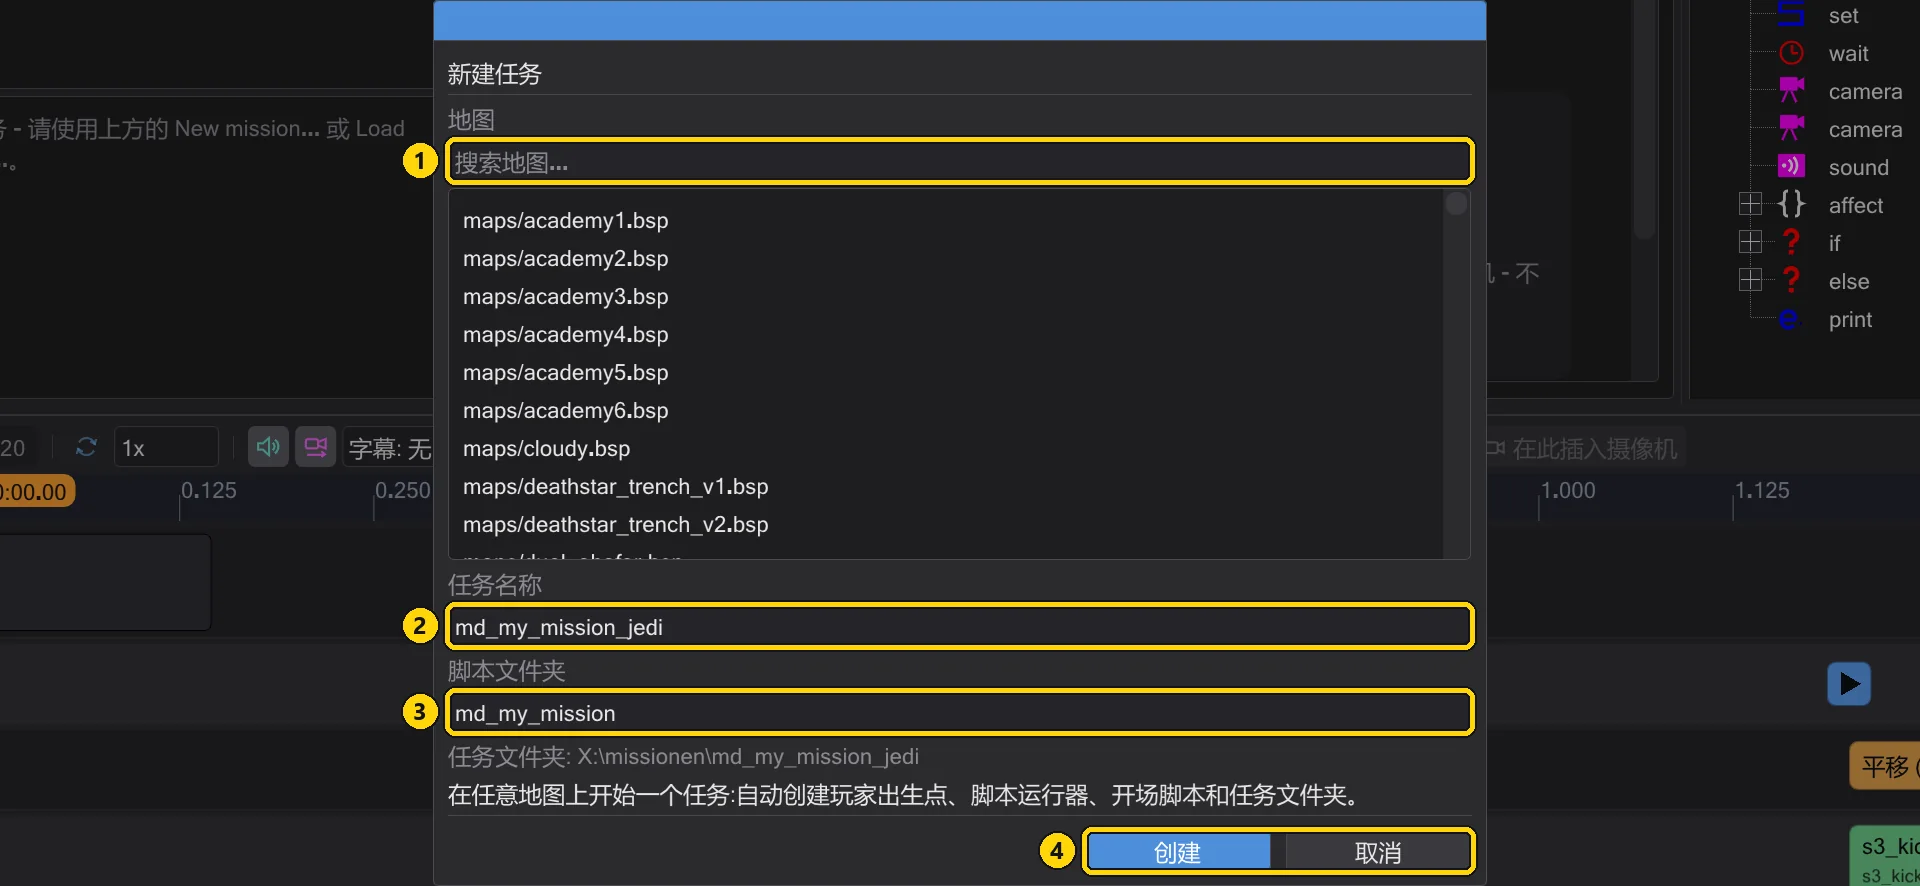 新建任务
地图
1
搜索地图...
maps/academy1.bsp
maps/academy2.bsp
maps/academy3.bsp
maps/academy4.bsp
maps/academy5.bsp
maps/academy6.bsp
maps/cloudy.bsp
maps/deathstar_trench_v1.bsp
maps/deathstar_trench_v2.bsp
任务名称
2
md_my_mission_jedi
脚本文件夹
3
md_my_mission
任务文件夹: X:\missionen\md_my_mission_jedi
在任意地图上开始一个任务:自动创建玩家出生点、脚本运行器、开场脚本和任务文件夹。
4
创建
取消
- 请使用上方的 New mission... 或 Load
...。
- 不
set
wait
camera
camera
sound
affect
if
else
print
20
1x
字幕: 无
在此插入摄像机
0:00.00
0.125
0.250
1.000
1.125
平移 (
s3_kic
s3_kick